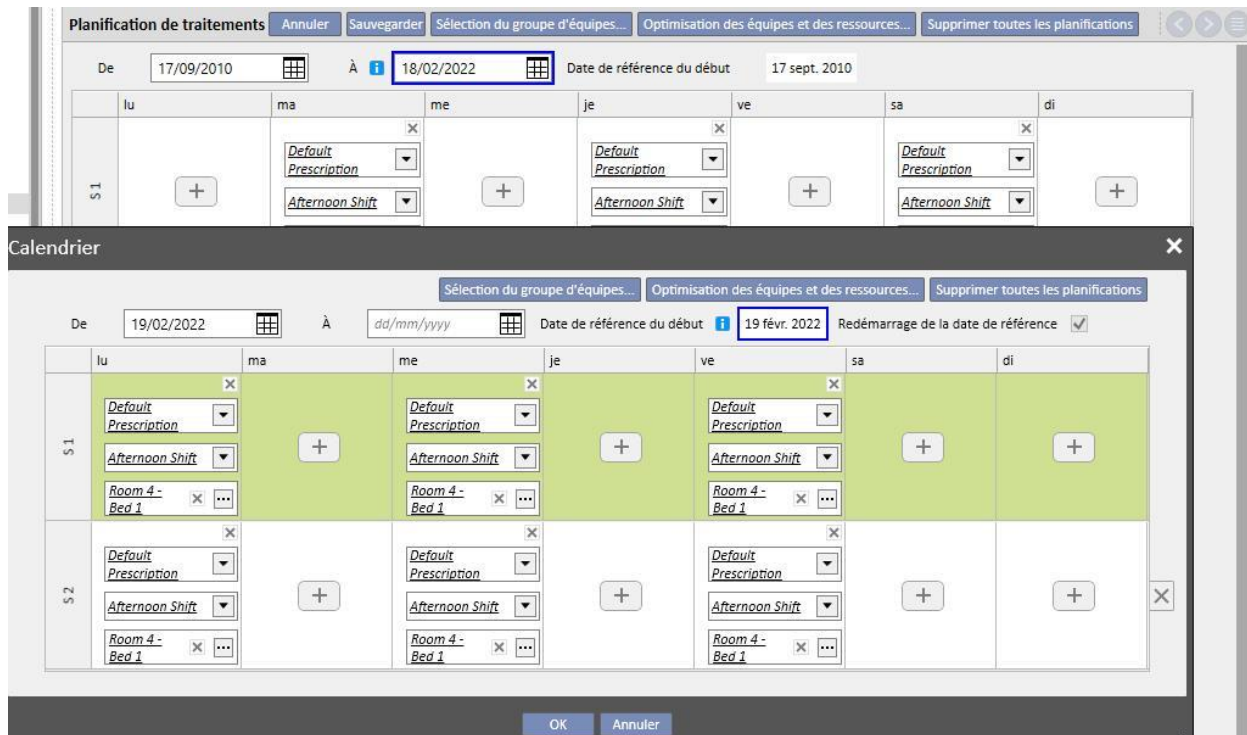 Planification de traitements Annuler Sauvegarder Sélection du groupe d'équipes... Optimisation des équipes et des ressources... Supprimer toutes les planifications
De 17/09/2010 À i 18/02/2022 Date de référence du début 17 sept. 2010
lu ma me je ve sa di
Default Default Default
Prescription Prescription Prescription
S 1
Afternoon Shift Afternoon Shift Afternoon Shift
Calendrier
Sélection du groupe d'équipes... Optimisation des équipes et des ressources... Supprimer toutes les planifications
De 19/02/2022 À dd/mm/yyyy Date de référence du début i 19 févr. 2022 Redémarrage de la date de référence
lu ma me je ve sa di
Default Default Default
Prescription Prescription Prescription
S 1
Afternoon Shift Afternoon Shift Afternoon Shift
Room 4 - Room 4 - Room 4 -
Bed 1 Bed 1 Bed 1
Default Default Default
Prescription Prescription Prescription
S 2
Afternoon Shift Afternoon Shift Afternoon Shift
Room 4 - Room 4 - Room 4 -
Bed 1 Bed 1 Bed 1
OK Annuler